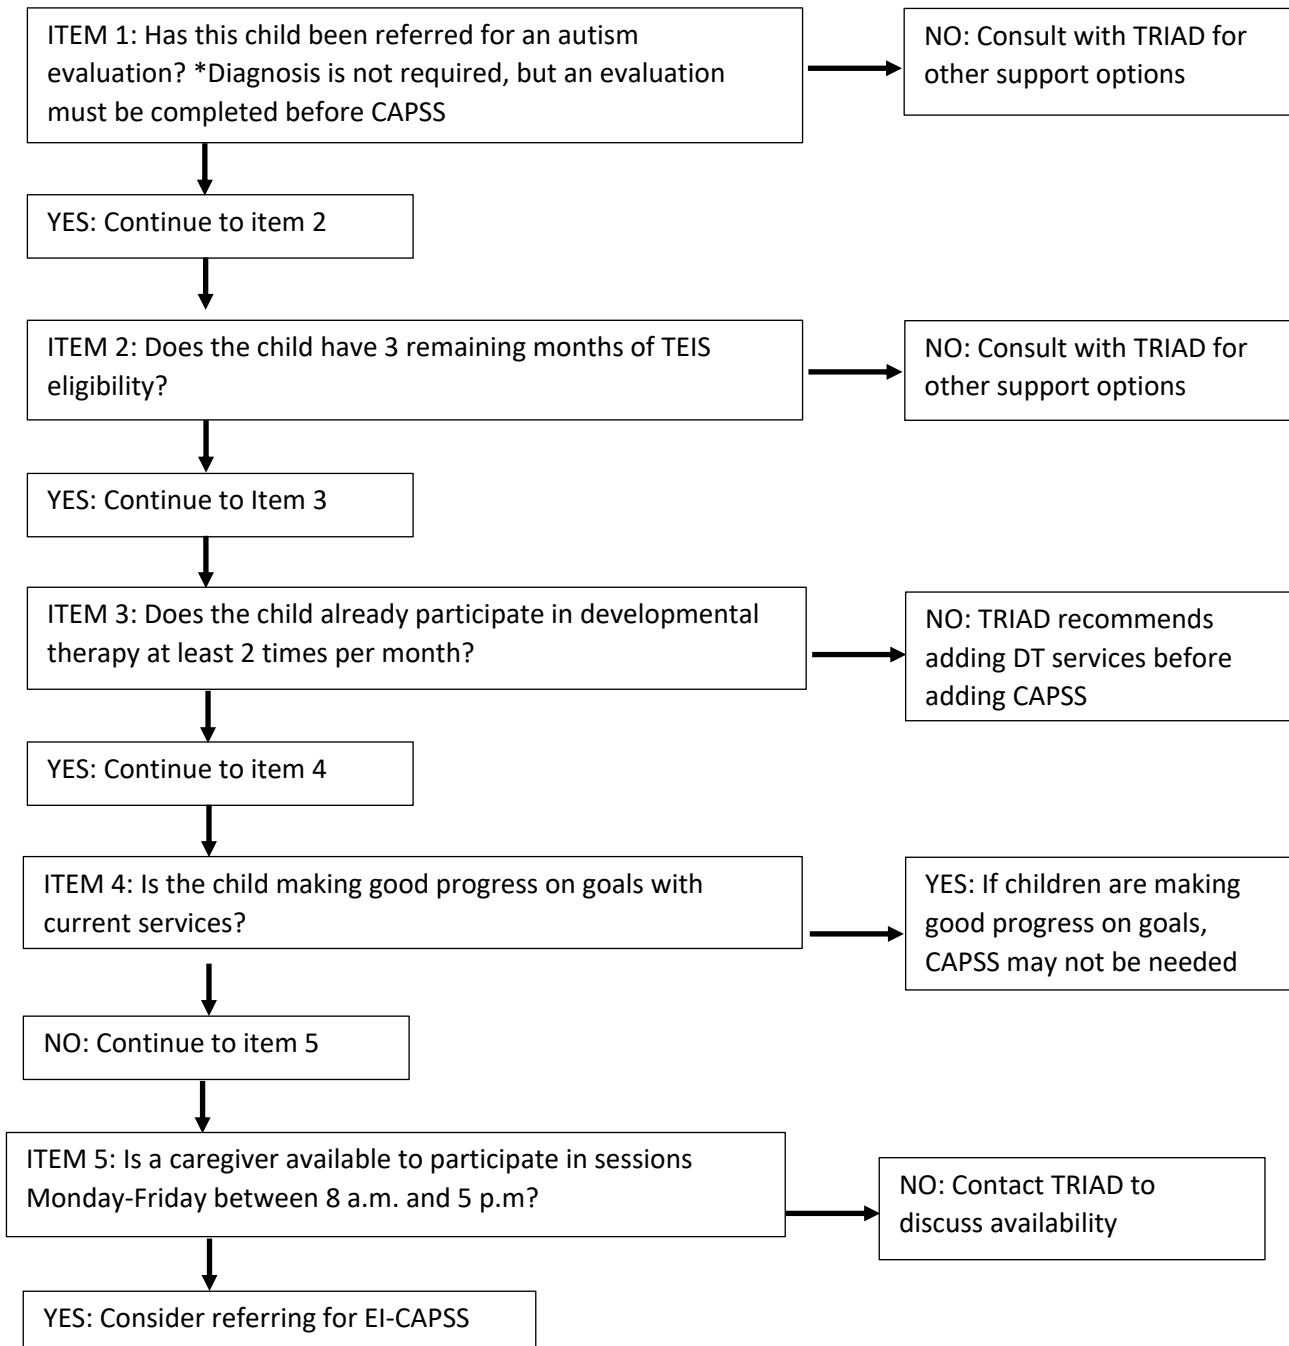 ITEM 1: Has this child been referred for an autism
evaluation? *Diagnosis is not required, but an evaluation
must be completed before CAPSS
NO: Consult with TRIAD for
other support options
YES: Continue to item 2
ITEM 2: Does the child have 3 remaining months of TEIS
eligibility?
NO: Consult with TRIAD for
other support options
YES: Continue to Item 3
ITEM 3: Does the child already participate in developmental
therapy at least 2 times per month?
NO: TRIAD recommends
adding DT services before
adding CAPSS
YES: Continue to item 4
ITEM 4: Is the child making good progress on goals with
current services?
YES: If children are making
good progress on goals,
CAPSS may not be needed
NO: Continue to item 5
ITEM 5: Is a caregiver available to participate in sessions
Monday-Friday between 8 a.m. and 5 p.m?
NO: Contact TRIAD to
discuss availability
YES: Consider referring for EI-CAPSS